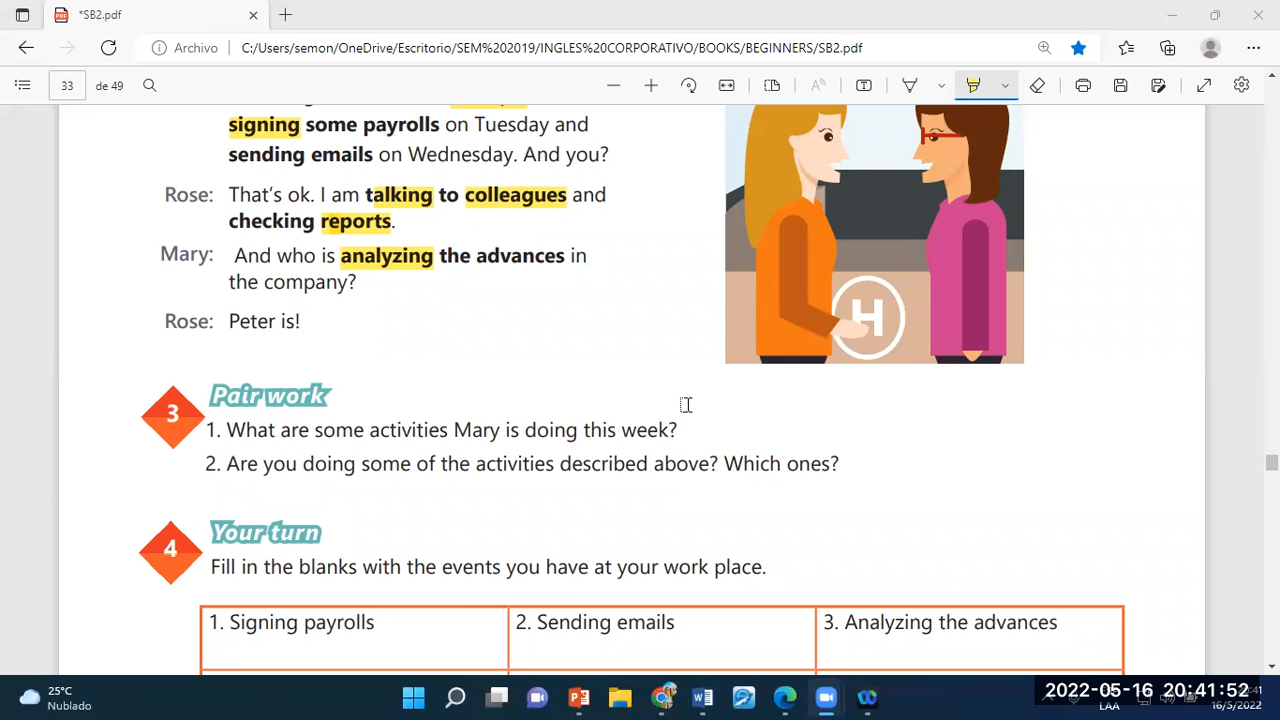 *SB2.pdf
Archivo
C:/Users/semon/OneDrive/Escritorio/SEM%202019/INGLES%20CORPORATIVO/BOOKS/BEGINNERS/SB2.pdf
33 de 49
signing some payrolls on Tuesday and
sending emails on Wednesday. And you?
Rose: That's ok. I am talking to colleagues and
checking reports.
Mary: And who is analyzing the advances in
the company?
Rose: Peter is!
H
3 Pair work
1. What are some activities Mary is doing this week?
2. Are you doing some of the activities described above? Which ones?
4 Your turn
Fill in the blanks with the events you have at your work place.
1. Signing payrolls 2. Sending emails 3. Analyzing the advances
25°C
Nublado
2022-05-16 20:41:52
LAA 16/5/2022